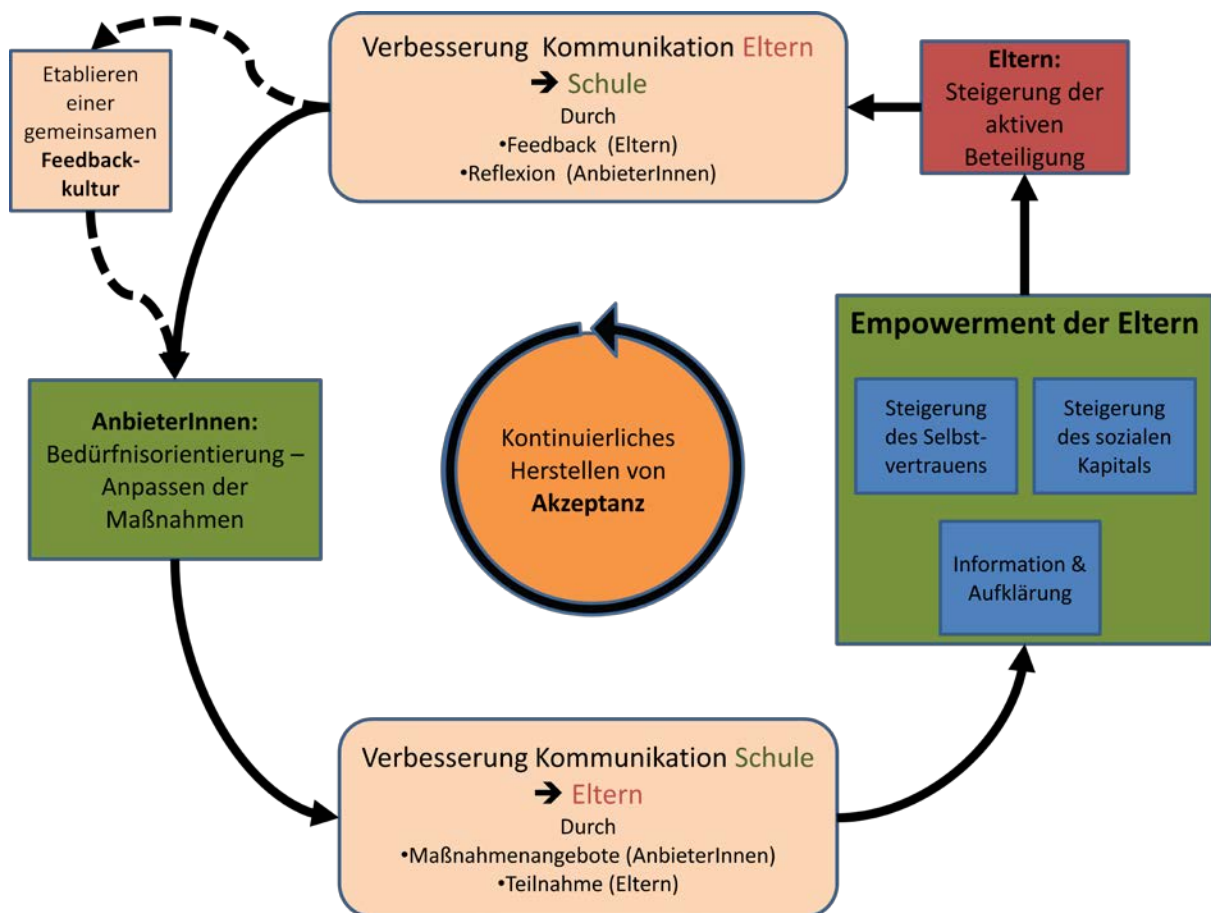 Etablieren
einer
gemeinsamen
Feedback-
kultur
Verbesserung Kommunikation Eltern
➔ Schule
Durch
•Feedback (Eltern)
•Reflexion (AnbieterInnen)
Eltern:
Steigerung der
aktiven
Beteiligung
Empowerment der Eltern
Steigerung
des Selbst-
vertrauens
Steigerung
des sozialen
Kapitals
Information &
Aufklärung
AnbieterInnen:
Bedürfnisorientierung –
Anpassen der
Maßnahmen
Kontinuierliches
Herstellen von
Akzeptanz
Verbesserung Kommunikation Schule
➔ Eltern
Durch
•Maßnahmenangebote (AnbieterInnen)
•Teilnahme (Eltern)